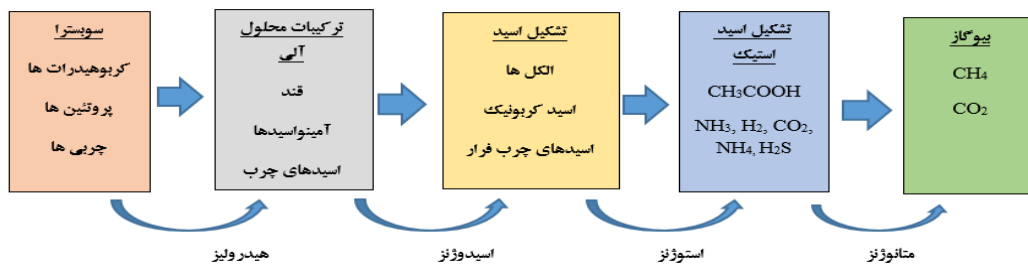 سوبسترا
کربوهیدرات ها
پروتئین ها
چربی ها
ترکیبات محلول
آلی
قند
آمینواسیدها
اسیدهای چرب
تشکیل اسید
الکل ها
اسید کربونیک
اسیدهای چرب فرار
تشکیل اسید
استیک
CH3COOH
NH3, H2, CO2,
NH4, H2S
بیوگاز
CH4
CO2
هیدرولیز
اسیدوژنز
استوژنز
متانوژنز